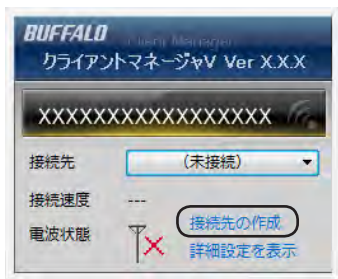 BUFFALO
Client Manager
クライアントマネージャV Ver X.X.X
XXXXXXXXXXXXXXXXX
接続先 (未接続)
接続速度 ---
接続先の作成
電波状態
詳細設定を表示